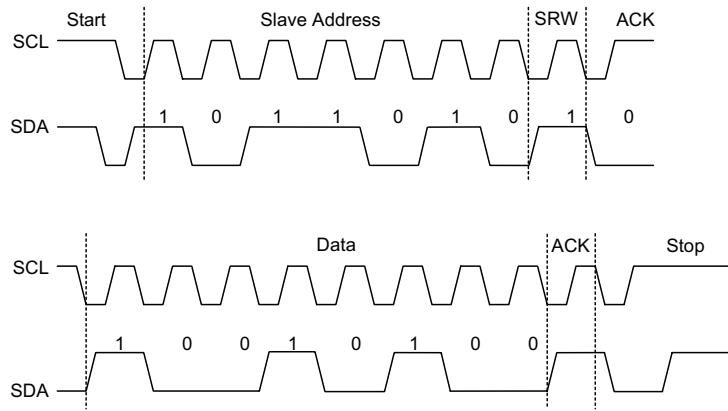 Start Slave Address SRW ACK
SCL
1 0 1 1 0 1 0 1 0
SDA
Data ACK Stop
SCL
1 0 0 1 0 1 0 0
SDA